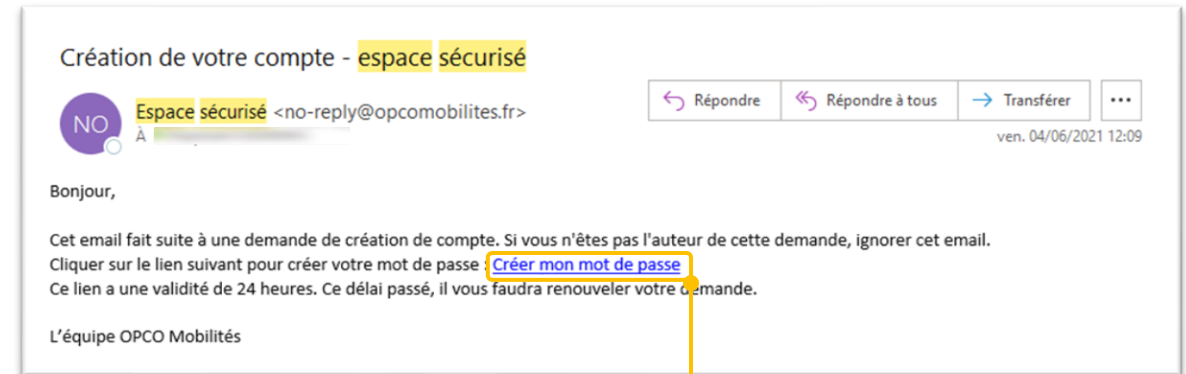 Création de votre compte - espace sécurisé
NO
Espace sécurisé <no-reply@opcomobilites.fr>
À
Répondre
Répondre à tous
Transférer
ven. 04/06/2021 12:09
Bonjour,
Cet email fait suite à une demande de création de compte. Si vous n'êtes pas l'auteur de cette demande, ignorer cet email.
Cliquer sur le lien suivant pour créer votre mot de passe : Créer mon mot de passe
Ce lien a une validité de 24 heures. Ce délai passé, il vous faudra renouveler votre demande.
L'équipe OPCO Mobilités